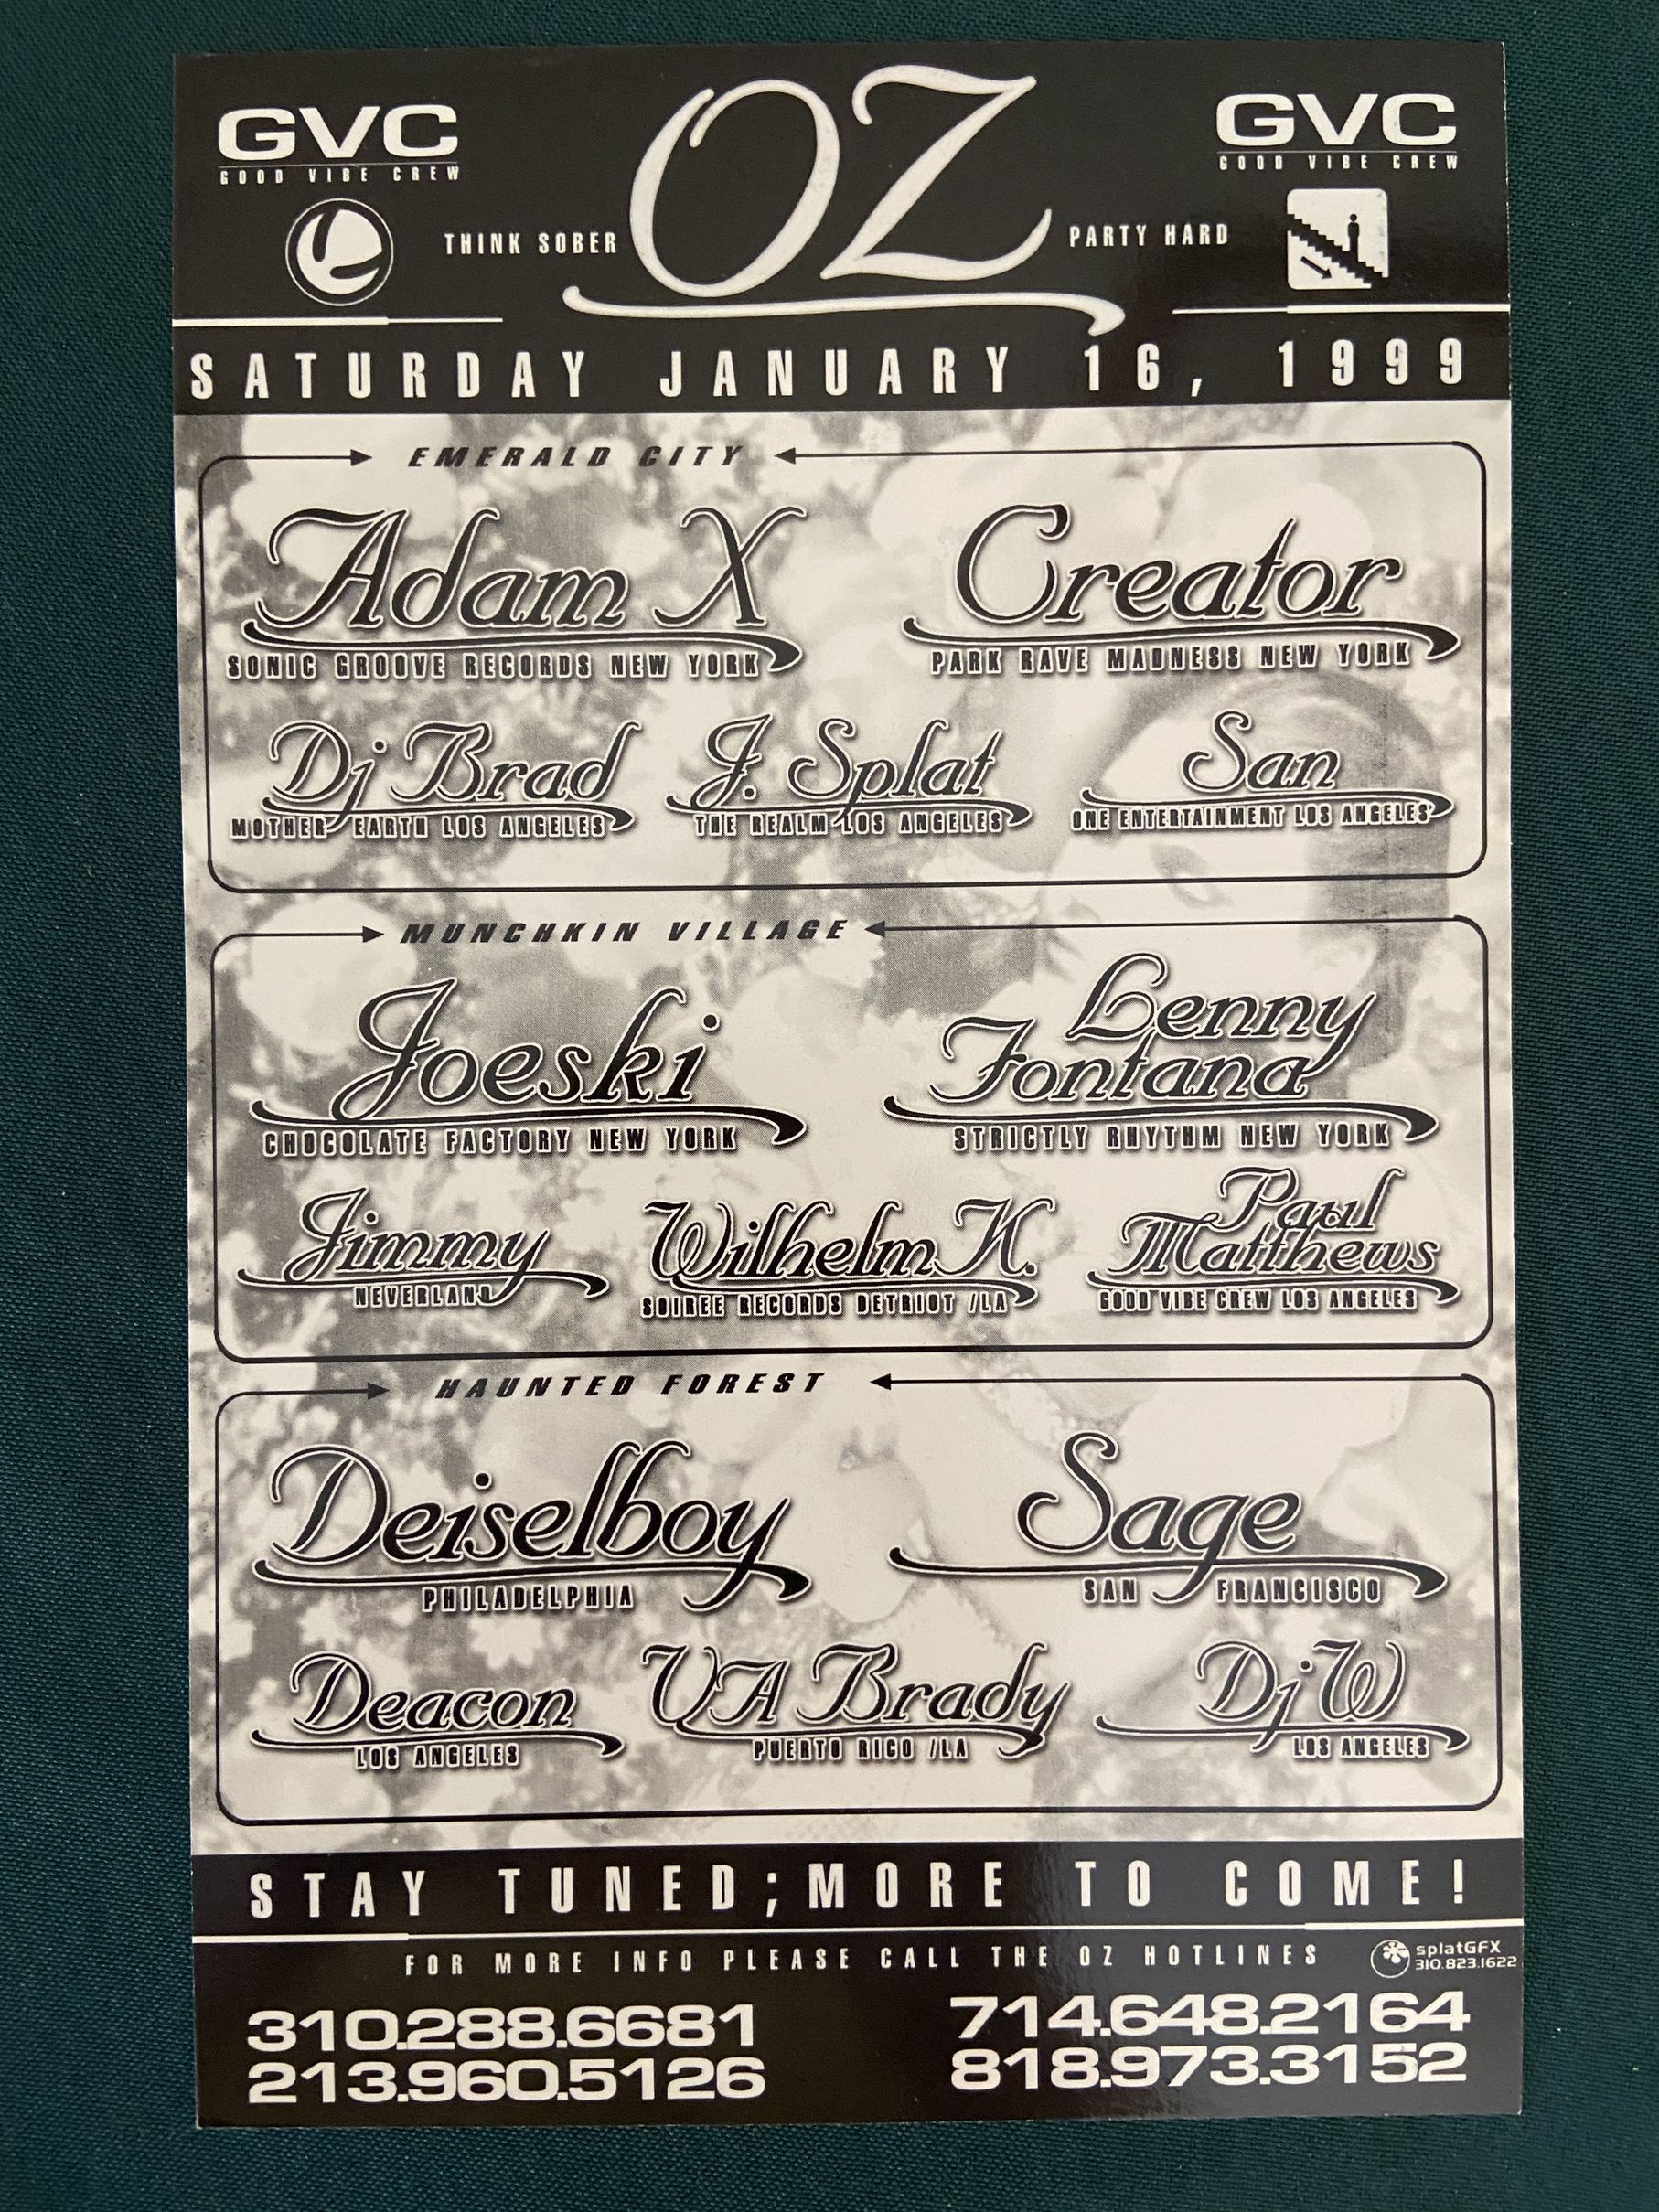 GVC
GOOD VIBE CREW
THINK SOBER
OZ
PARTY HARD
GVC
GOOD VIBE CREW
SATURDAY JANUARY 16, 1999
EMERALD CITY
Adam X
SONIC GROOVE RECORDS NEW YORK
Creator
PARK RAVE MADNESS NEW YORK
Dj Brad
MOTHER EARTH LOS ANGELES
J. Splat
THE REALM LOS ANGELES
San
ONE ENTERTAINMENT LOS ANGELES
MUNCHKIN VILLAGE
Joeski
CHOCOLATE FACTORY NEW YORK
Lenny
Fontana
STRICTLY RHYTHM NEW YORK
Jimmy
NEVERLAND
Wilhelm K.
SOIREE RECORDS DETRIOT /LA
Paul
Matthews
GOOD VIBE CREW LOS ANGELES
HAUNTED FOREST
Deiselboy
PHILADELPHIA
Sage
SAN FRANCISCO
Deacon
LOS ANGELES
VA Brady
PUERTO RICO /LA
Dj W
LOS ANGELES
STAY TUNED;MORE TO COME!
FOR MORE INFO PLEASE CALL THE OZ HOTLINES
splatGFX
310.823.1622
310.288.6681
213.960.5126
714.648.2164
818.973.3152